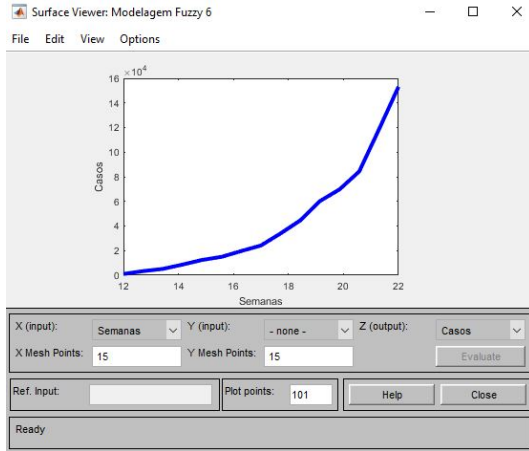 Surface Viewer: Modelagem Fuzzy 6
File Edit View Options
×10⁴
16
14
12
10
8
6
4
2
0
Casos
12 14 16 18 20 22
Semanas
X (input): Semanas Y (input): - none - Z (output): Casos
X Mesh Points: 15 Y Mesh Points: 15 Evaluate
Ref. Input: Plot points: 101 Help Close
Ready